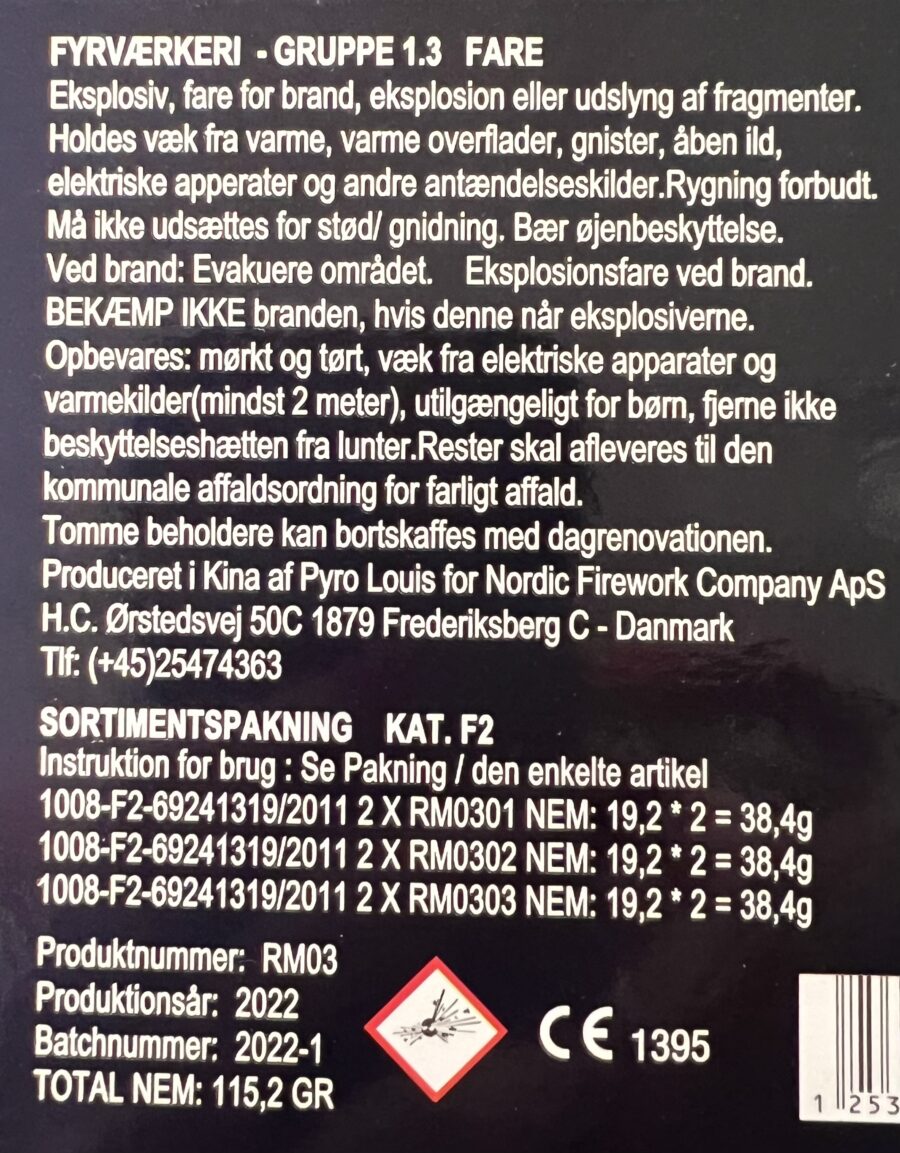 FYRVÆRKERI - GRUPPE 1.3 FARE
Eksplosiv, fare for brand, eksplosion eller udslyng af fragmenter.
Holdes væk fra varme, varme overflader, gnister, åben ild,
elektriske apperater og andre antændelseskilder.Rygning forbudt.
Må ikke udsættes for stød/ gnidning. Bær øjenbeskyttelse.
Ved brand: Evakuere området. Eksplosionsfare ved brand.
BEKÆMP IKKE branden, hvis denne når eksplosiverne.
Opbevares: mørkt og tørt, væk fra elektriske apparater og
varmekilder(mindst 2 meter), utilgængeligt for børn, fjerne ikke
beskyttelseshætten fra lunter.Rester skal afleveres til den
kommunale affaldsordning for farligt affald.
Tomme beholdere kan bortskaffes med dagrenovationen.
Produceret i Kina af Pyro Louis for Nordic Firework Company ApS
H.C. Ørstedsvej 50C 1879 Frederiksberg C - Danmark
Tlf: (+45)25474363
SORTIMENTSPAKNING KAT. F2
Instruktion for brug : Se Pakning / den enkelte artikel
1008-F2-69241319/2011 2 X RM0301 NEM: 19,2 * 2 = 38,4g
1008-F2-69241319/2011 2 X RM0302 NEM: 19,2 * 2 = 38,4g
1008-F2-69241319/2011 2 X RM0303 NEM: 19,2 * 2 = 38,4g
Produktnummer: RM03
Produktionsår: 2022
Batchnummer: 2022-1
TOTAL NEM: 115,2 GR
CE 1395
1 253